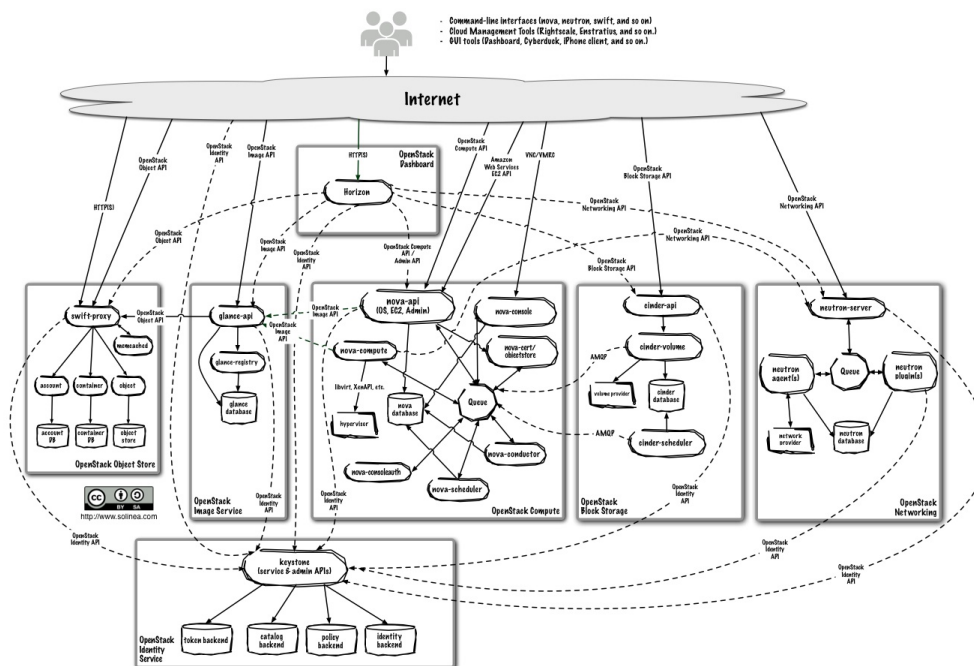 - Command-line interfaces (nova, neutron, swift, and so on)
- Cloud Management Tools (Rightscale, Enstratius, and so on.)
- GUI tools (Dashboard, Cyberduck, iPhone client, and so on.)
Internet
OpenStack
Object API
HTTP(S)
OpenStack
Identity
API
OpenStack
Image API
HTTP(S)
OpenStack
Dashboard
Horizon
OpenStack
Compute API
Amazon
Web Services
EC2 API
VNC/VMRC
OpenStack
Block Storage API
OpenStack
Networking API
OpenStack
Networking API
OpenStack
Networking API
OpenStack
Object API
OpenStack
Image API
OpenStack
Identity
API
OpenStack Compute
API /
Admin API
OpenStack
Block Storage API
swift-proxy
memcached
account
container
object
account
DB
container
DB
object
store
OpenStack Object Store
OpenStack
Object API
glance-api
glance-registry
glance
database
OpenStack
Image Service
OpenStack
Image API
OpenStack
Image API
OpenStack
Identity
API
nova-api
(OS, EC2, Admin)
nova-console
nova-cert/
objectstore
nova-compute
libvirt, XenAPI, etc.
hypervisor
nova
database
Queue
nova-conductor
nova-consoleauth
nova-scheduler
OpenStack
Identity
API
OpenStack Compute
AMQP
AMQP
cinder-api
cinder-volume
volume provider
cinder
database
cinder-scheduler
OpenStack
Block Storage
OpenStack
Identity
API
neutron-server
neutron
agent(s)
Queue
neutron
plugin(s)
network
provider
neutron
database
OpenStack
Networking
OpenStack
Identity
API
OpenStack
Identity
API
CC
BY SA
http://www.solinea.com
OpenStack
Identity
API
keystone
(service & admin APIs)
token backend
catalog
backend
policy
backend
identity
backend
OpenStack
Identity
Service